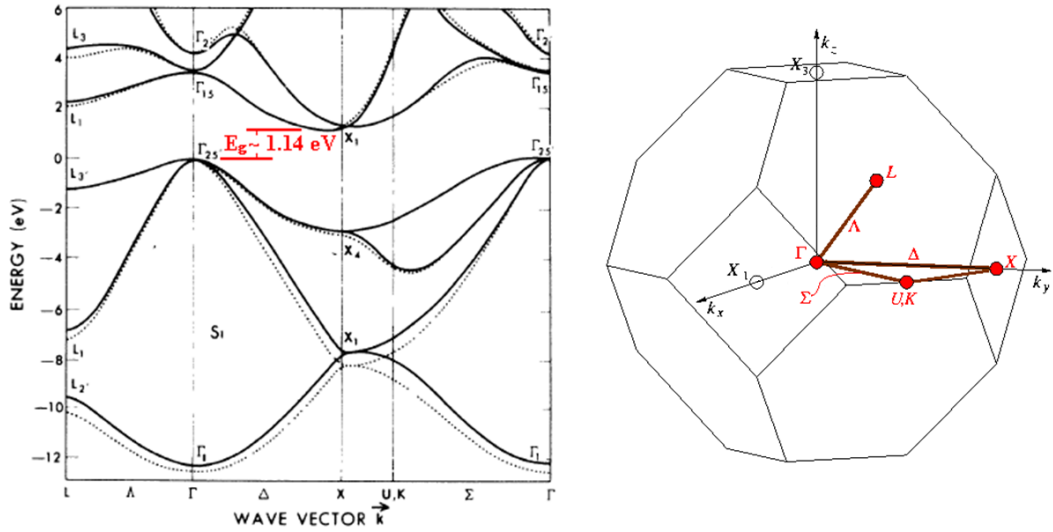 6
4
2
0
−2
−4
−6
−8
−10
−12
ENERGY (eV)
L3
L1
L3'
L1
L2'
Γ2'
Γ15
Γ25'
Eg~ 1.14 eV
X1
X4
Si
X1
Γ1
Γ2'
Γ15
Γ25'
Γ1
L Λ Γ Δ X U,K Σ Γ
WAVE VECTOR k
kz
X3
L
Λ
Γ
Δ
X
ky
X1
kx
Σ
U,K